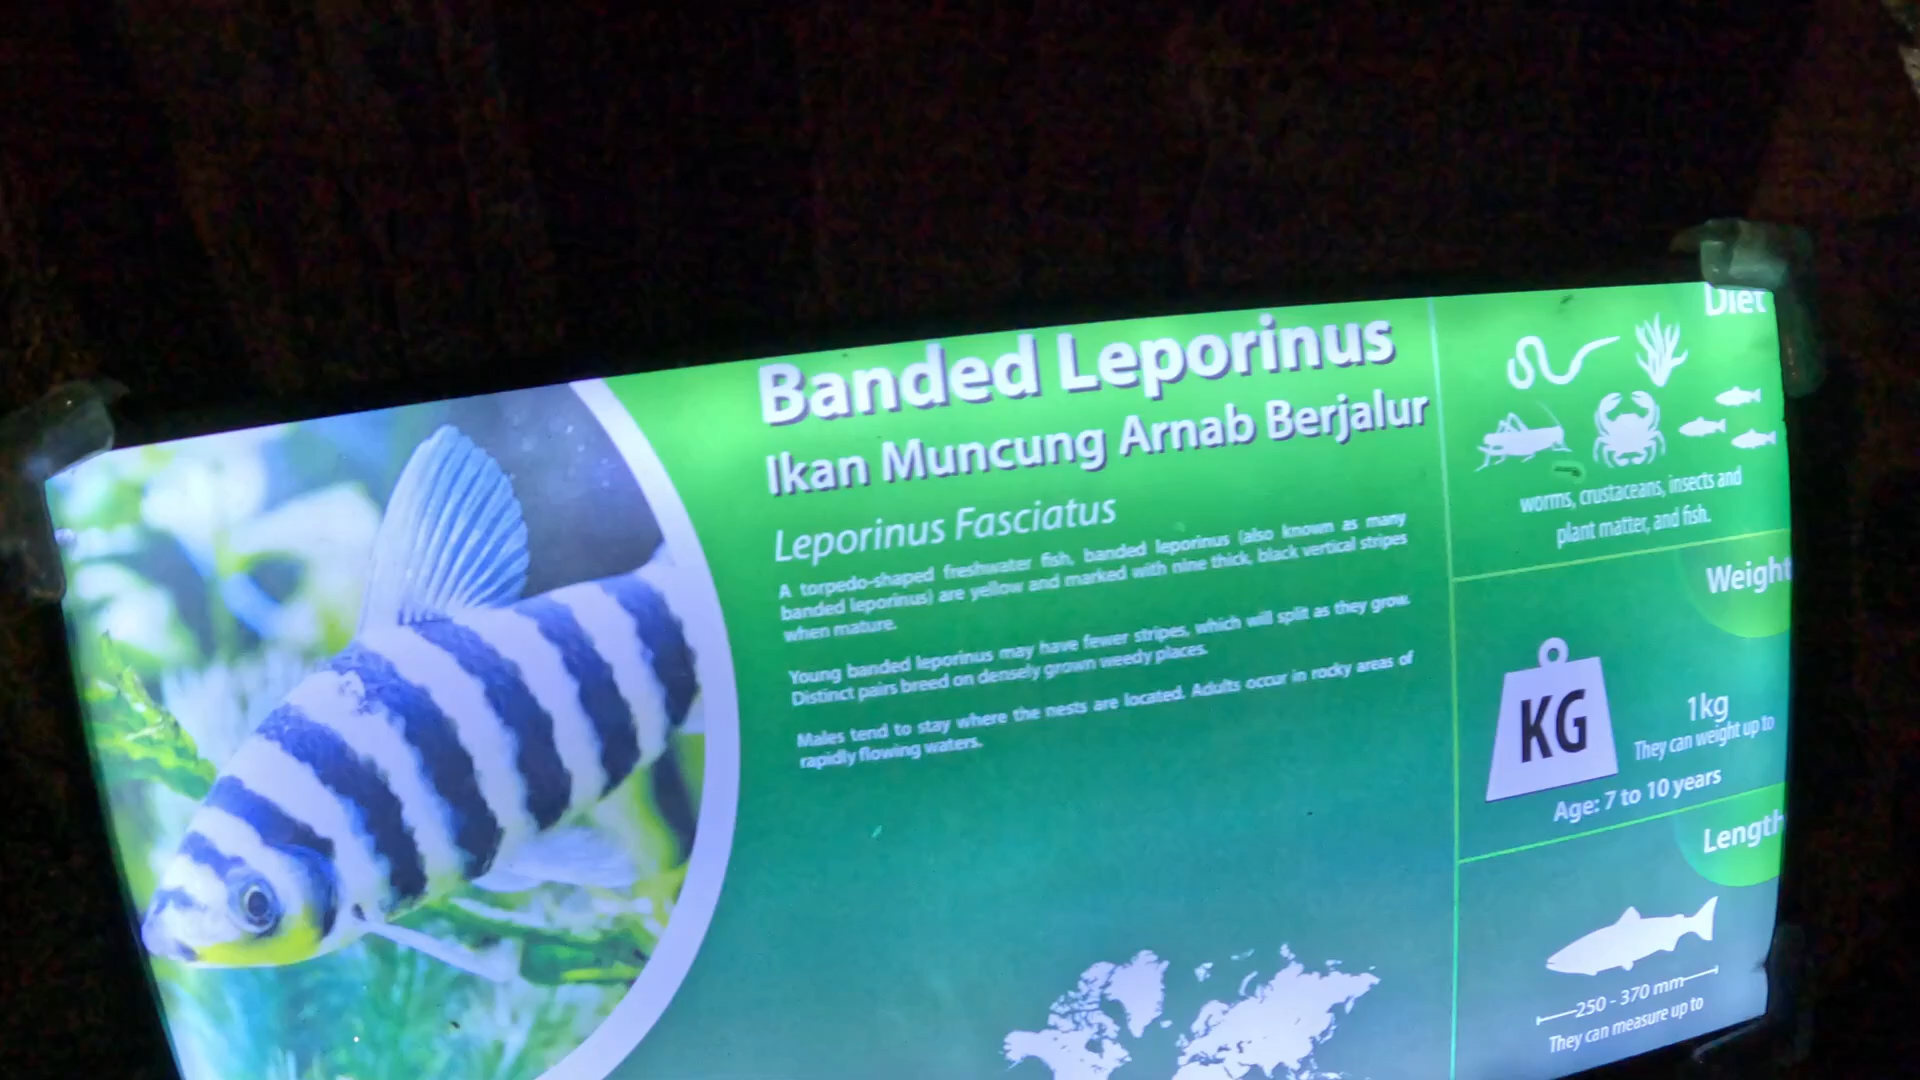 Banded Leporinus
Ikan Muncung Arnab Berjalur
Leporinus Fasciatus
A torpedo-shaped freshwater fish, banded leporinus (also known as many
banded leporinus) are yellow and marked with nine thick, black vertical stripes
when mature.
Young banded leporinus may have fewer stripes, which will split as they grow.
Distinct pairs breed on densely grown weedy places.
Males tend to stay where the nests are located. Adults occur in rocky areas of
rapidly flowing waters.
Diet
worms, crustaceans, insects and
plant matter, and fish.
Weight
KG
1kg
They can weight up to
Age: 7 to 10 years
Length
250 - 370 mm
They can measure up to